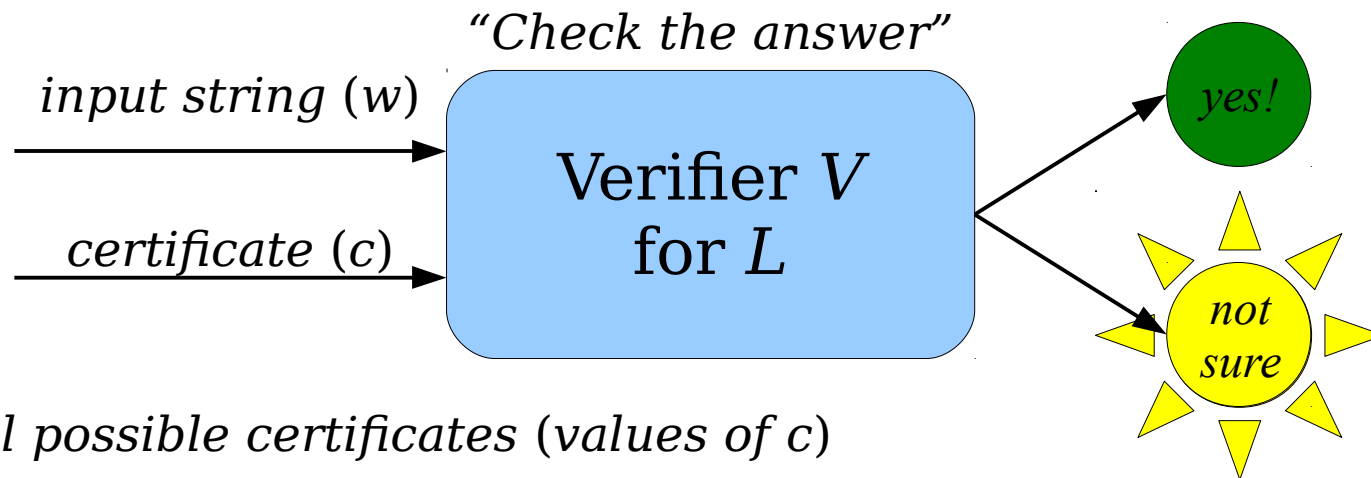 “Check the answer”
input string (w)
yes!
Verifier V
for L
certificate (c)
not
sure
l possible certificates (values of c)